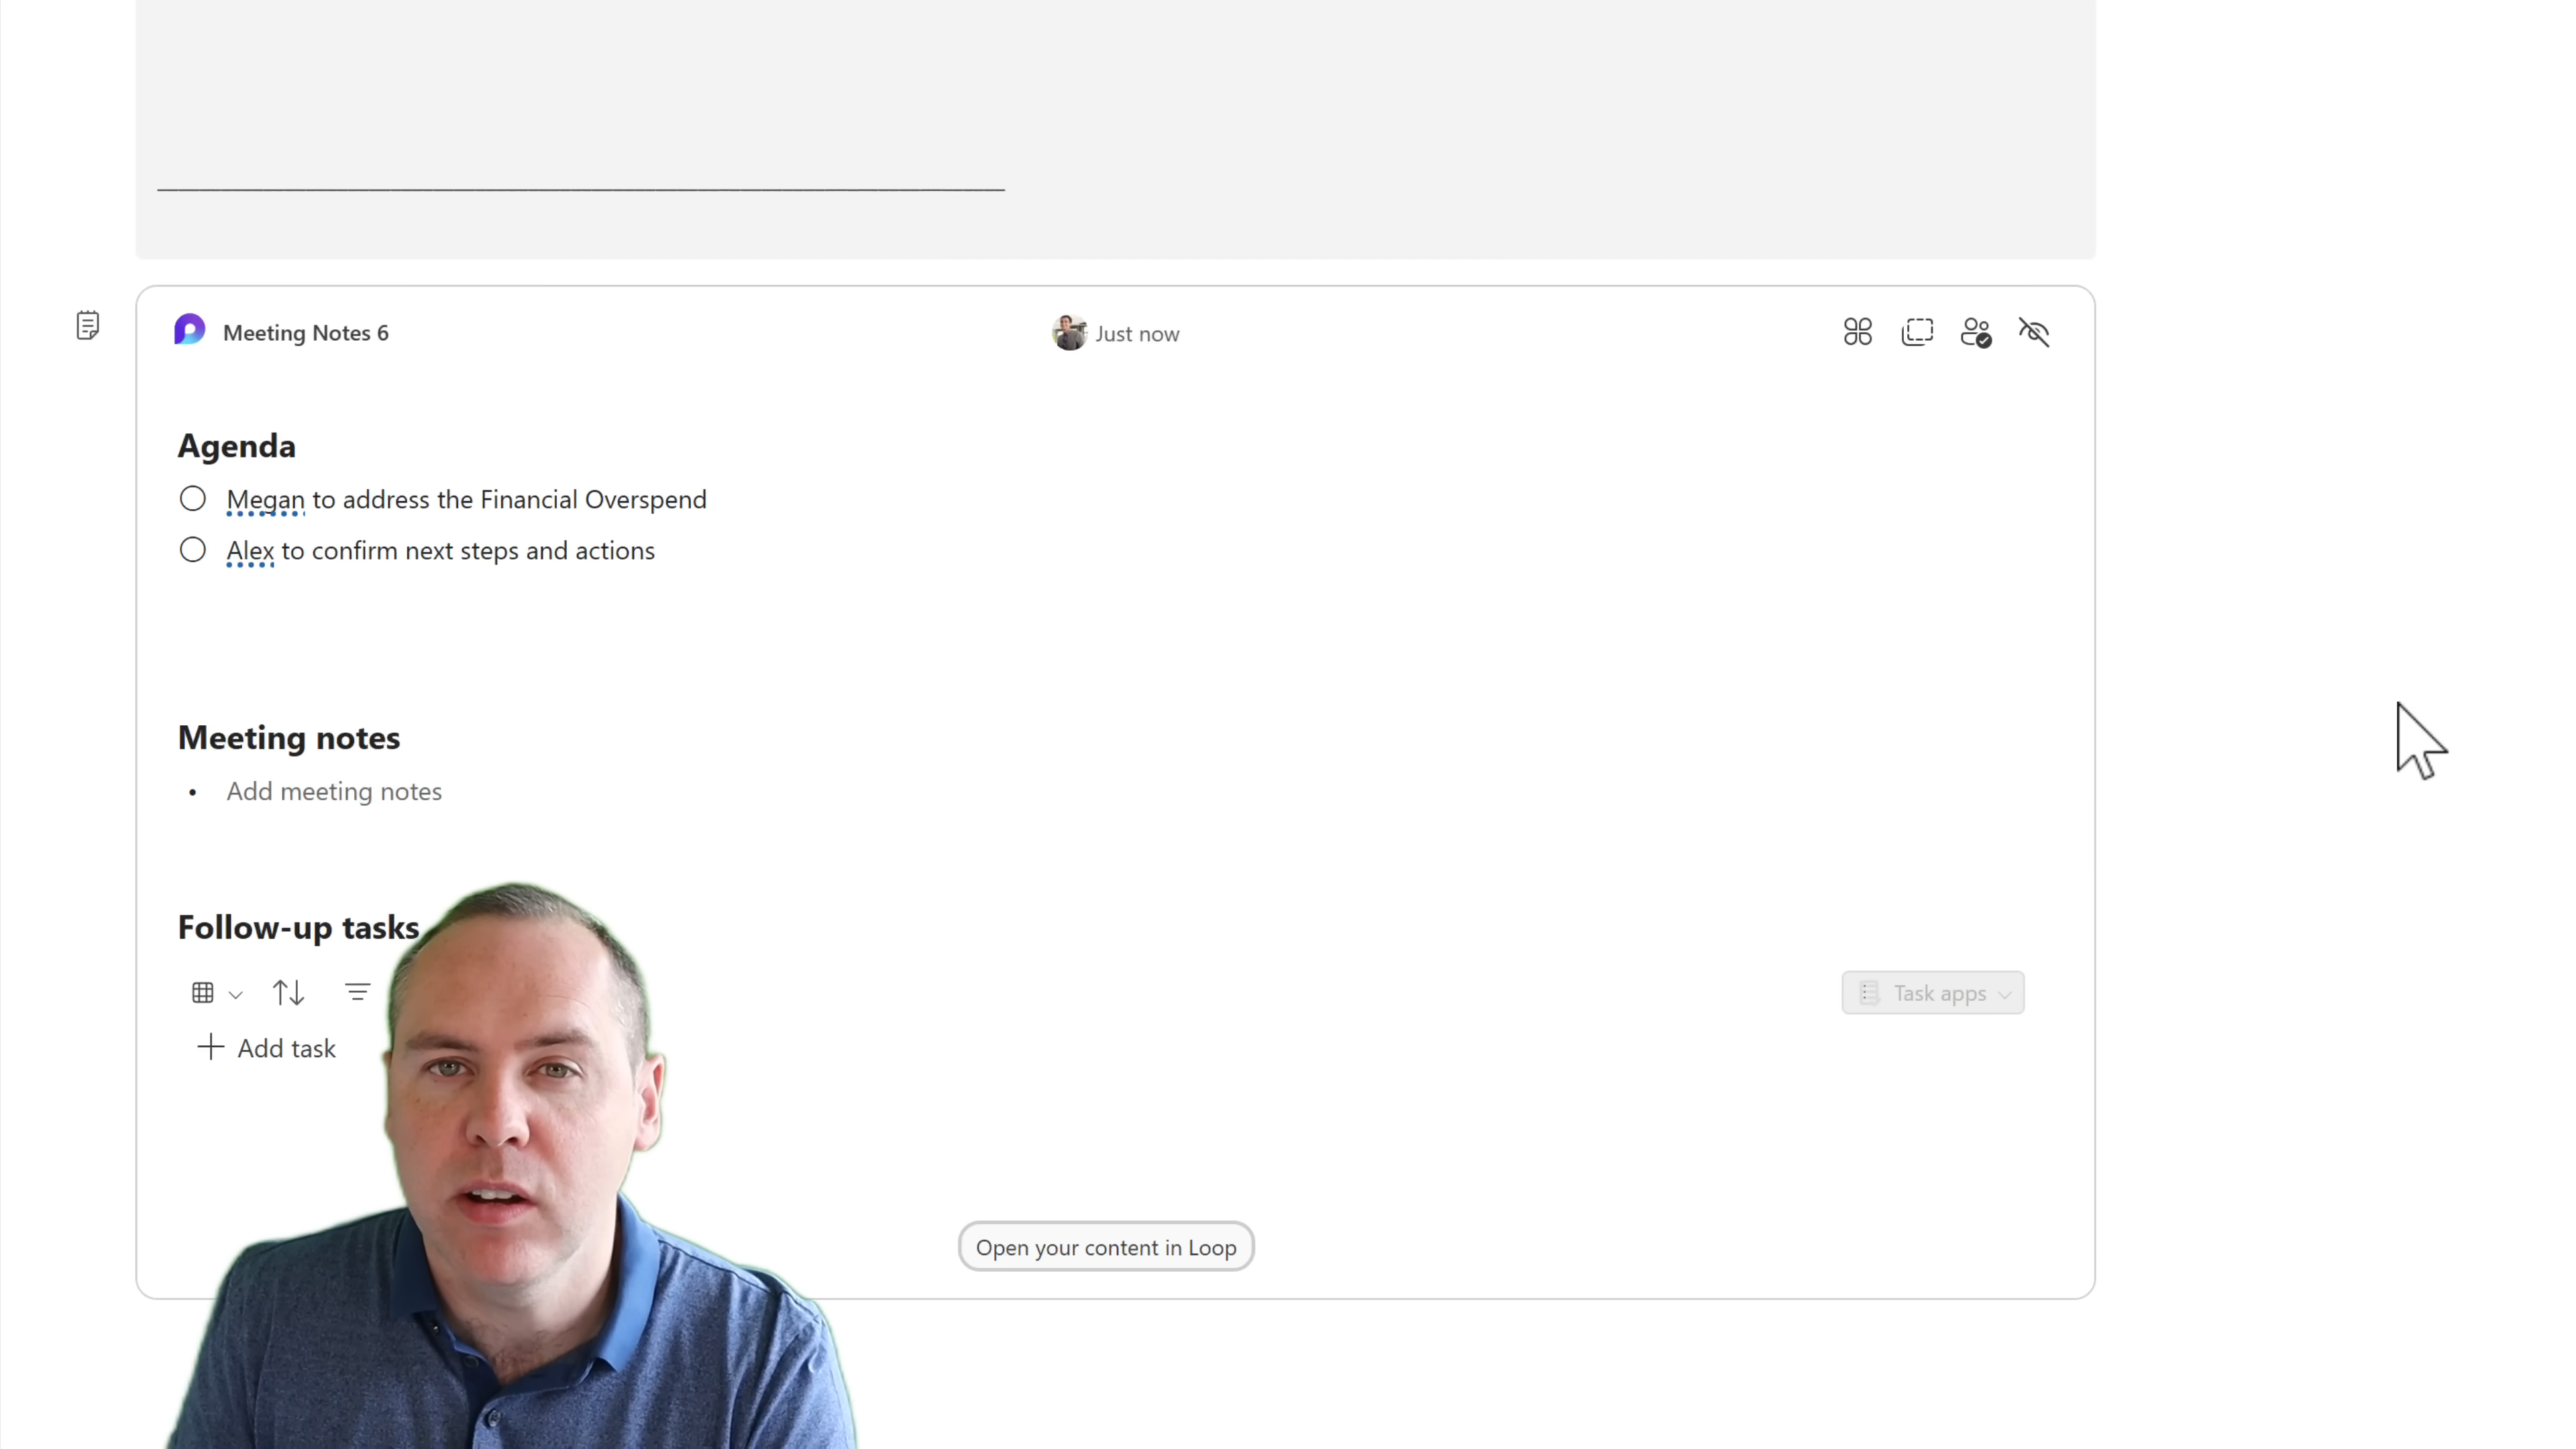 Meeting Notes 6
Just now
Agenda
Megan to address the Financial Overspend
Alex to confirm next steps and actions
Meeting notes
• Add meeting notes
Follow-up tasks
Task apps
Add task
Open your content in Loop